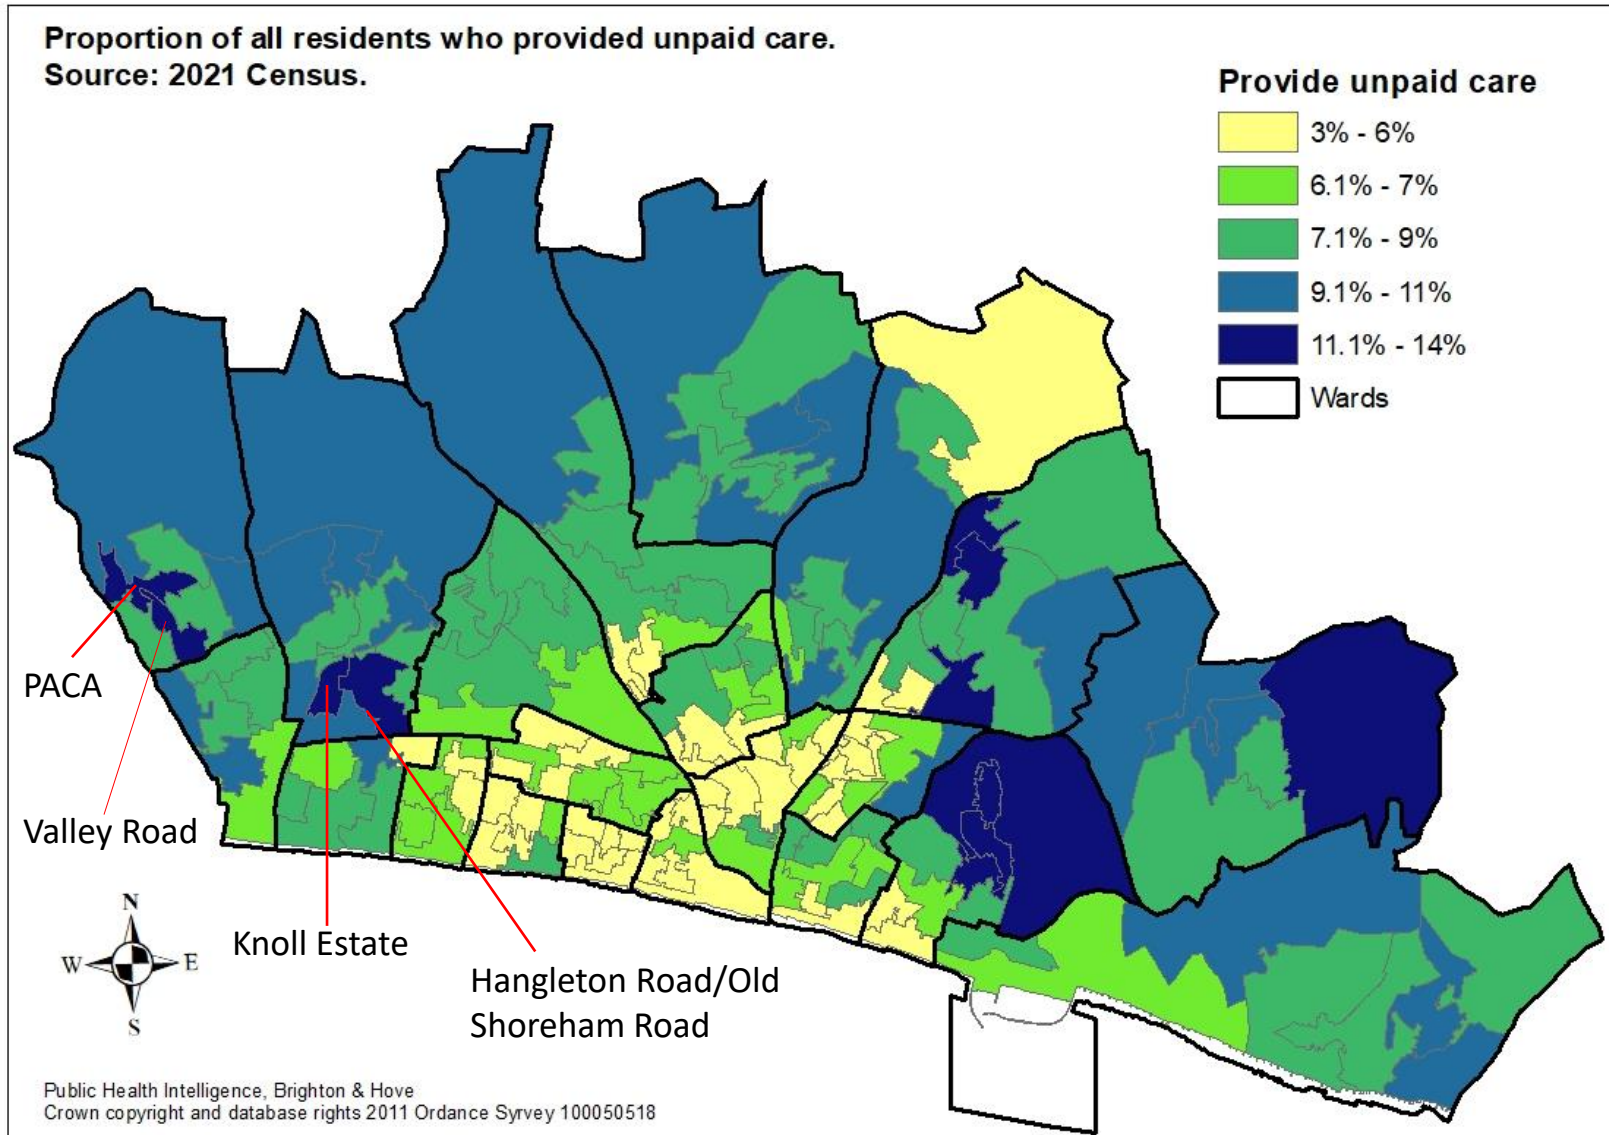 Proportion of all residents who provided unpaid care.
Source: 2021 Census.
Provide unpaid care
3% - 6%
6.1% - 7%
7.1% - 9%
9.1% - 11%
11.1% - 14%
Wards
PACA
Valley Road
Knoll Estate
Hangleton Road/Old
Shoreham Road
N
W
E
S
Public Health Intelligence, Brighton & Hove
Crown copyright and database rights 2011 Ordance Syrvey 100050518